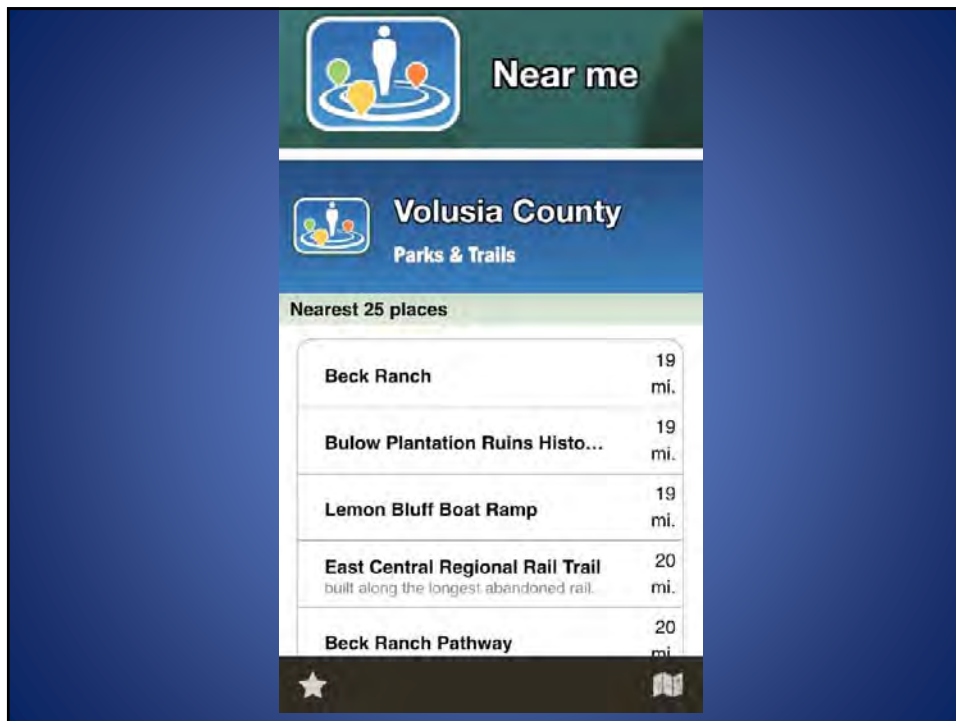 Near me
Volusia County
Parks & Trails
Nearest 25 places
Beck Ranch
19
mi.
Bulow Plantation Ruins Histo...
19
mi.
Lemon Bluff Boat Ramp
19
mi.
East Central Regional Rail Trail
built along the longest abandoned rail.
20
mi.
Beck Ranch Pathway
20
mi